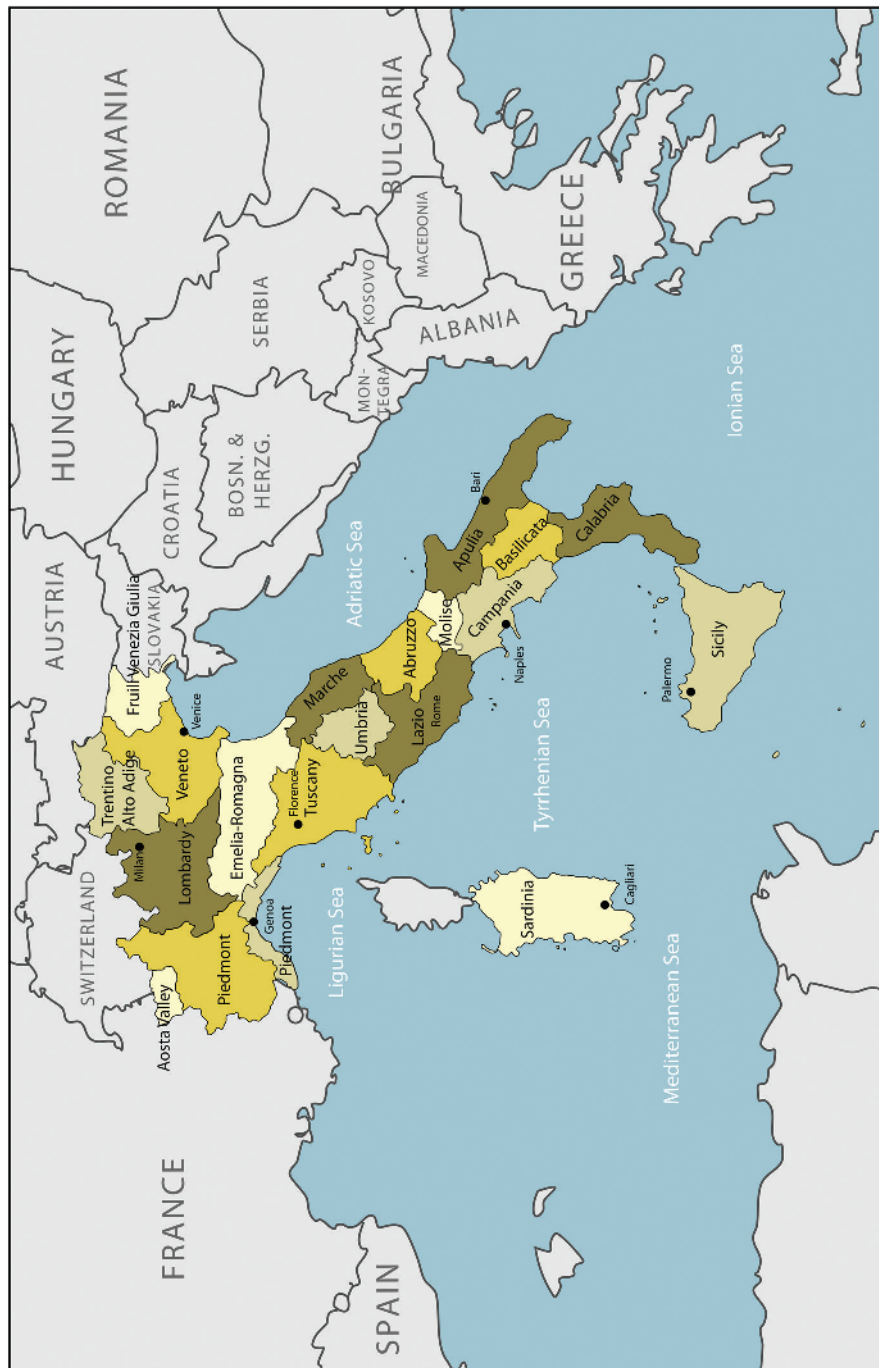 ROMANIA
HUNGARY
BULGARIA
AUSTRIA
SERBIA
MACEDONIA
KOSOVO
GREECE
ALBANIA
MON-
TEGRA
CROATIA
BOSN. &
HERZG.
SLOVAKIA
SWITZERLAND
FRANCE
SPAIN
Ionian Sea
Adriatic Sea
Tyrrhenian Sea
Ligurian Sea
Mediterranean Sea
Fruili Venezia Giulia
Trentino
Alto Adige
Veneto
Venice
Lombardy
Milan
Aosta Valley
Piedmont
Piedmont
Genoa
Emelia-Romagna
Florence
Tuscany
Marche
Umbria
Lazio
Rome
Abruzzo
Molise
Campania
Naples
Apulia
Bari
Basilicata
Calabria
Sicily
Palermo
Sardinia
Cagliari